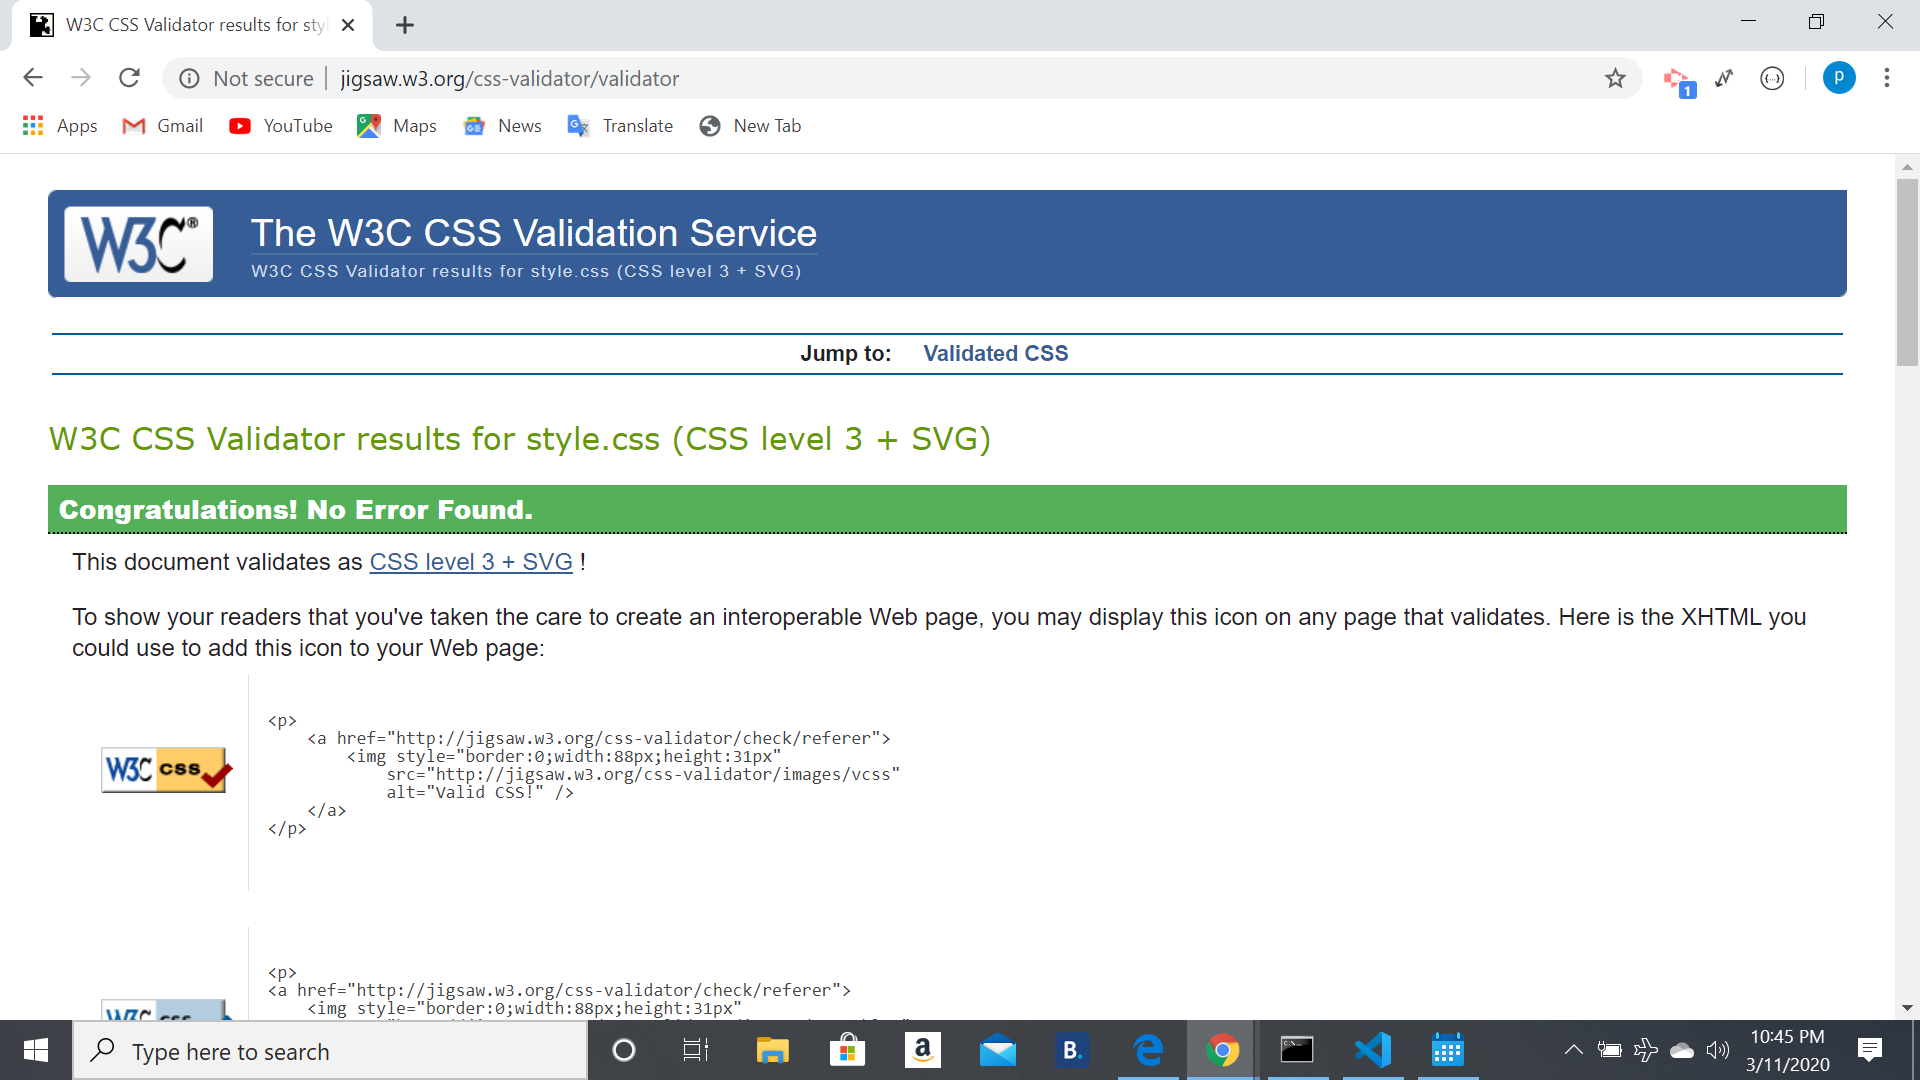 W3C CSS Validator results for sty
Not secure
jigsaw.w3.org/css-validator/validator
1
p
Apps
Gmail
YouTube
Maps
News
Translate
New Tab
W3C®
The W3C CSS Validation Service
W3C CSS Validator results for style.css (CSS level 3 + SVG)
Jump to: Validated CSS
W3C CSS Validator results for style.css (CSS level 3 + SVG)
Congratulations! No Error Found.
This document validates as CSS level 3 + SVG !
To show your readers that you've taken the care to create an interoperable Web page, you may display this icon on any page that validates. Here is the XHTML you
could use to add this icon to your Web page:
W3C css
<p>
<a href="http://jigsaw.w3.org/css-validator/check/referer">
<img style="border:0;width:88px;height:31px"
src="http://jigsaw.w3.org/css-validator/images/vcss"
alt="Valid CSS!" />
</a>
</p>
W3C css
<p>
<a href="http://jigsaw.w3.org/css-validator/check/referer">
<img style="border:0;width:88px;height:31px"
Type here to search
a
B.
10:45 PM
3/11/2020